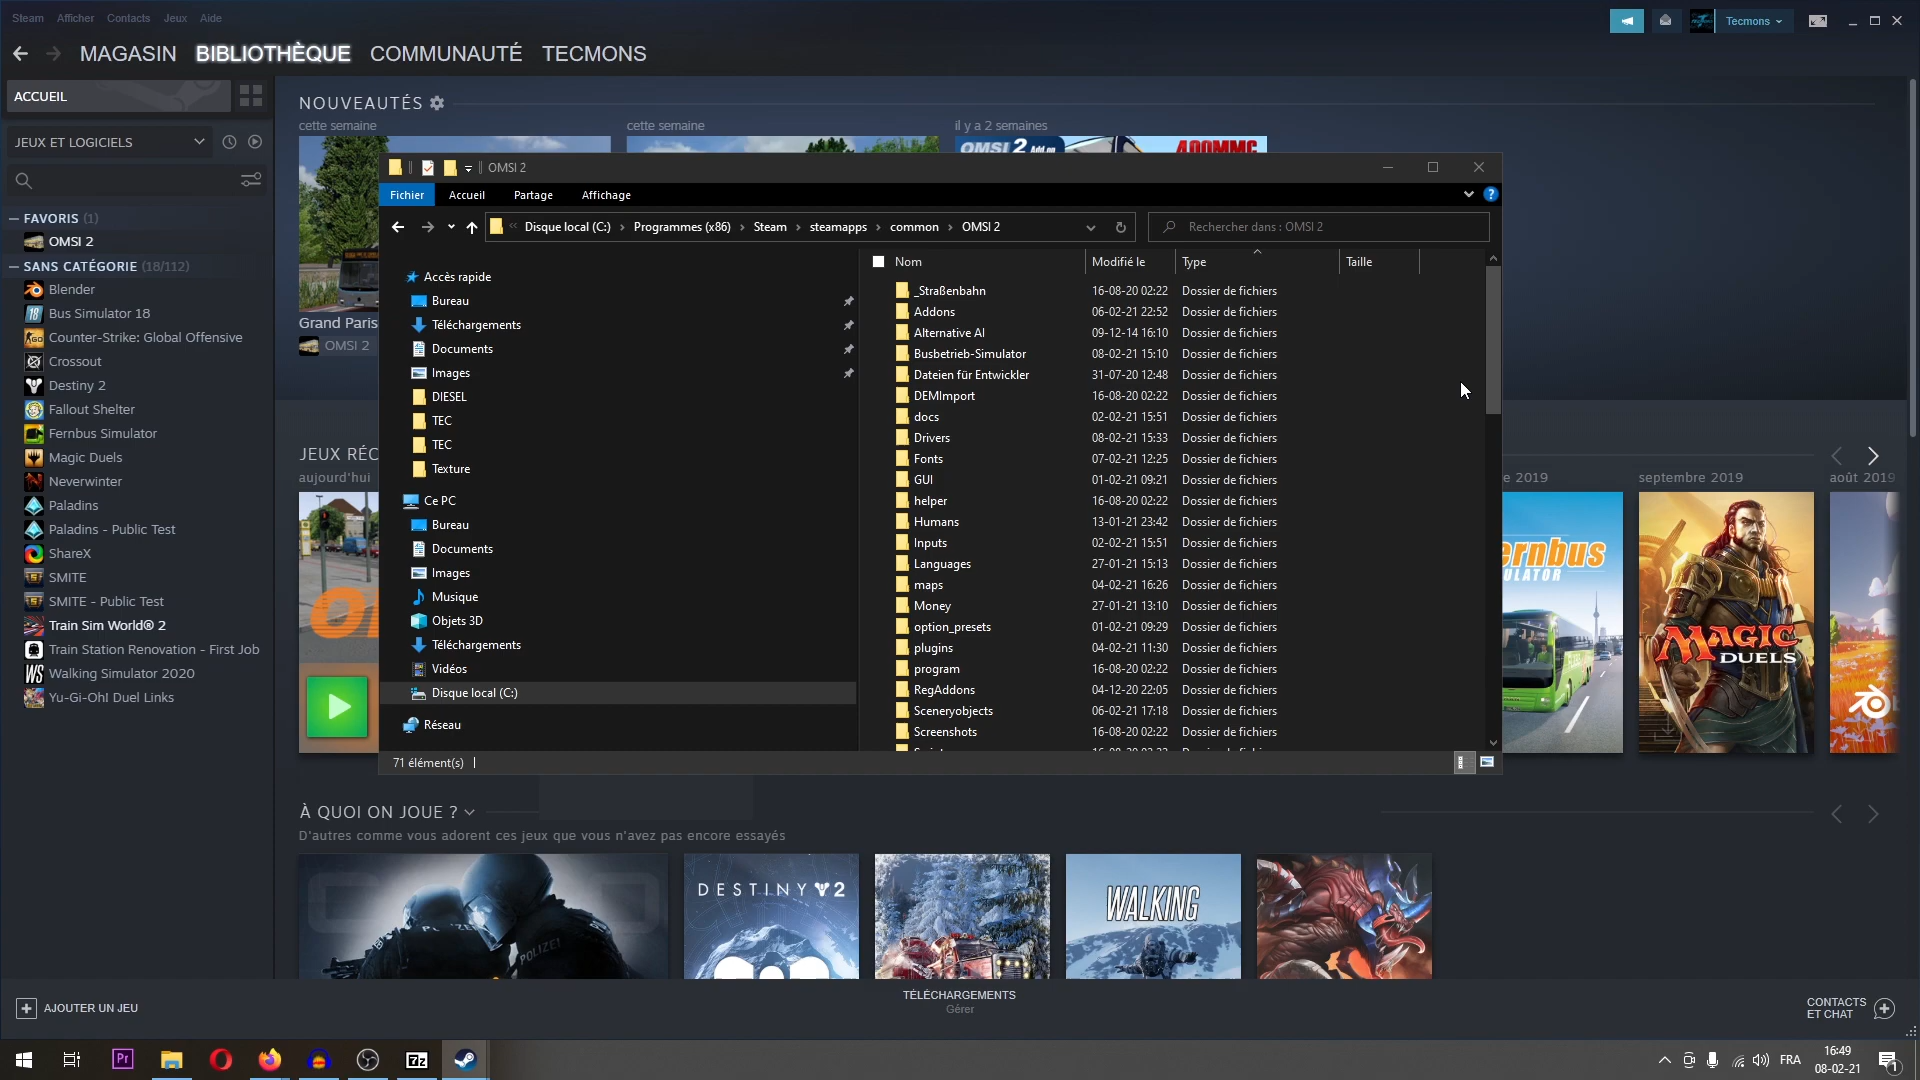 Steam Afficher Contacts Jeux Aide
Tecmons
MAGASIN BIBLIOTHÈQUE COMMUNAUTÉ TECMONS
ACCUEIL
JEUX ET LOGICIELS
FAVORIS (1)
OMSI 2
SANS CATÉGORIE (18/112)
Blender
Bus Simulator 18
Counter-Strike: Global Offensive
Crossout
Destiny 2
Fallout Shelter
Fernbus Simulator
Magic Duels
Neverwinter
Paladins
Paladins - Public Test
ShareX
SMITE
SMITE - Public Test
Train Sim World® 2
Train Station Renovation - First Job
Walking Simulator 2020
Yu-Gi-Oh! Duel Links
AJOUTER UN JEU
NOUVEAUTÉS
cette semaine
cette semaine
il y a 2 semaines
OMSI 2 Add-on
400MMC
Grand Paris
OMSI 2
OMSI 2
Fichier Accueil Partage Affichage
« Disque local (C:) › Programmes (x86) › Steam › steamapps › common › OMSI 2
Rechercher dans : OMSI 2
Accès rapide
Bureau
Téléchargements
Documents
Images
DIESEL
TEC
TEC
Texture
Ce PC
Bureau
Documents
Images
Musique
Objets 3D
Téléchargements
Vidéos
Disque local (C:)
Réseau
Nom Modifié le Type Taille
_Straßenbahn 16-08-20 02:22 Dossier de fichiers
Addons 06-02-21 22:52 Dossier de fichiers
Alternative AI 09-12-14 16:10 Dossier de fichiers
Busbetrieb-Simulator 08-02-21 15:10 Dossier de fichiers
Dateien für Entwickler 31-07-20 12:48 Dossier de fichiers
DEMImport 16-08-20 02:22 Dossier de fichiers
docs 02-02-21 15:51 Dossier de fichiers
Drivers 08-02-21 15:33 Dossier de fichiers
Fonts 07-02-21 12:25 Dossier de fichiers
GUI 01-02-21 09:21 Dossier de fichiers
helper 16-08-20 02:22 Dossier de fichiers
Humans 13-01-21 23:42 Dossier de fichiers
Inputs 02-02-21 15:51 Dossier de fichiers
Languages 27-01-21 15:13 Dossier de fichiers
maps 04-02-21 16:26 Dossier de fichiers
Money 27-01-21 13:10 Dossier de fichiers
option_presets 01-02-21 09:29 Dossier de fichiers
plugins 04-02-21 11:30 Dossier de fichiers
program 16-08-20 02:22 Dossier de fichiers
RegAddons 04-12-20 22:05 Dossier de fichiers
Sceneryobjects 06-02-21 17:18 Dossier de fichiers
Screenshots 16-08-20 02:22 Dossier de fichiers
71 élément(s)
JEUX RÉC
aujourd'hui
e 2019
septembre 2019
août 2019
ernbus
ULATOR
MAGIC
DUELS
À QUOI ON JOUE ?
D'autres comme vous adorent ces jeux que vous n'avez pas encore essayés
POLIZEI
DESTINY 2
WALKING
TÉLÉCHARGEMENTS
Gérer
CONTACTS
ET CHAT
Pr
7z
FRA
16:49
08-02-21
1